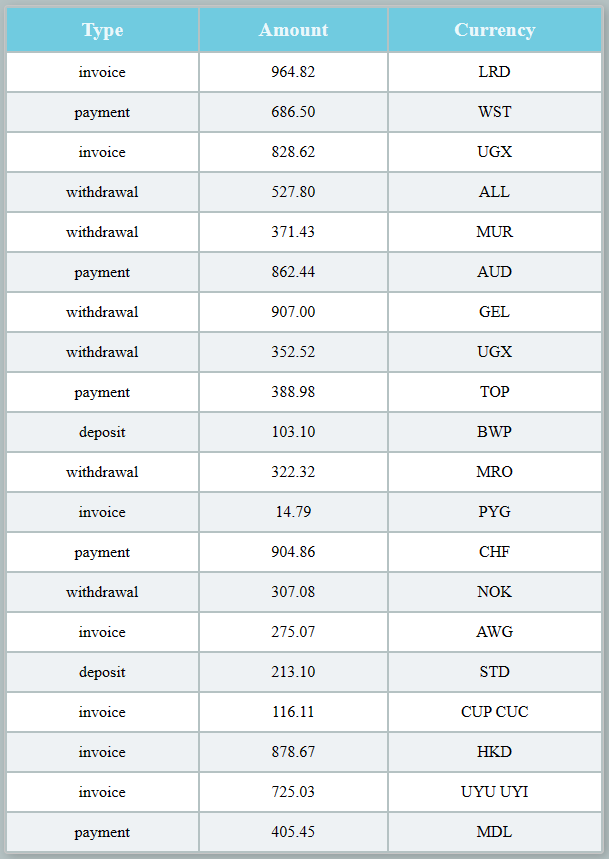 Type Amount Currency
invoice 964.82 LRD
payment 686.50 WST
invoice 828.62 UGX
withdrawal 527.80 ALL
withdrawal 371.43 MUR
payment 862.44 AUD
withdrawal 907.00 GEL
withdrawal 352.52 UGX
payment 388.98 TOP
deposit 103.10 BWP
withdrawal 322.32 MRO
invoice 14.79 PYG
payment 904.86 CHF
withdrawal 307.08 NOK
invoice 275.07 AWG
deposit 213.10 STD
invoice 116.11 CUP CUC
invoice 878.67 HKD
invoice 725.03 UYU UYI
payment 405.45 MDL